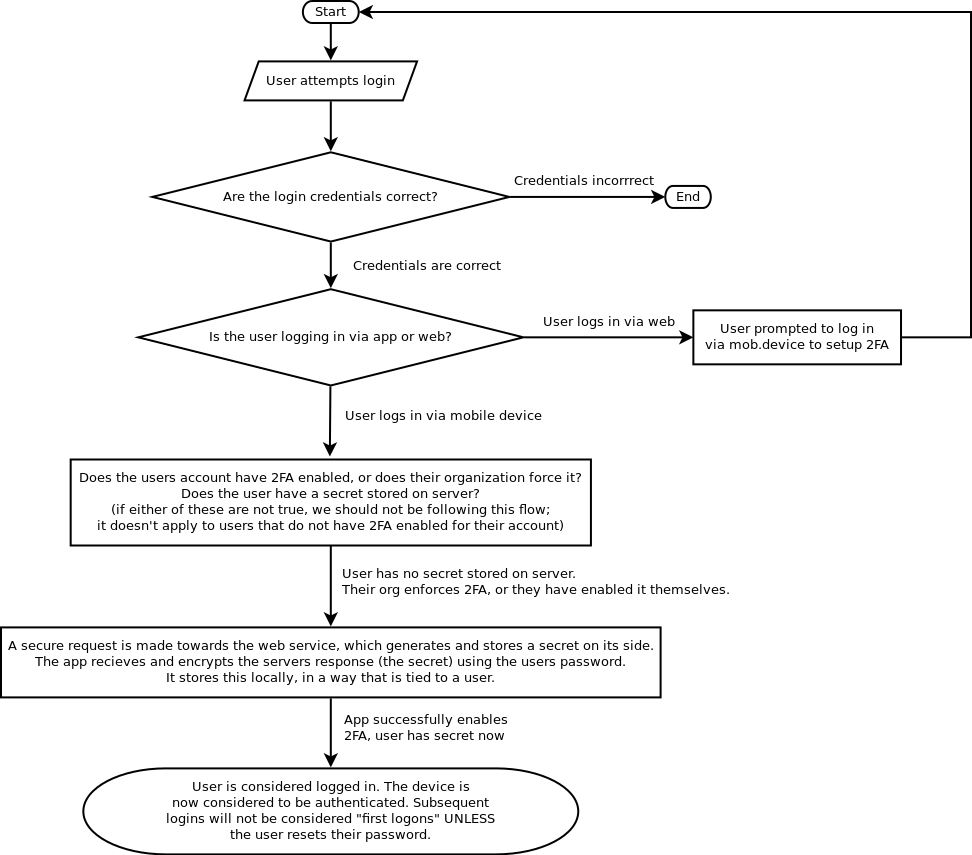 Start
User attempts login
Are the login credentials correct?
Credentials incorrrect
End
Credentials are correct
Is the user logging in via app or web?
User logs in via web
User prompted to log in
via mob.device to setup 2FA
User logs in via mobile device
Does the users account have 2FA enabled, or does their organization force it?
Does the user have a secret stored on server?
(if either of these are not true, we should not be following this flow;
it doesn't apply to users that do not have 2FA enabled for their account)
User has no secret stored on server.
Their org enforces 2FA, or they have enabled it themselves.
A secure request is made towards the web service, which generates and stores a secret on its side.
The app recieves and encrypts the servers response (the secret) using the users password.
It stores this locally, in a way that is tied to a user.
App successfully enables
2FA, user has secret now
User is considered logged in. The device is
now considered to be authenticated. Subsequent
logins will not be considered "first logons" UNLESS
the user resets their password.